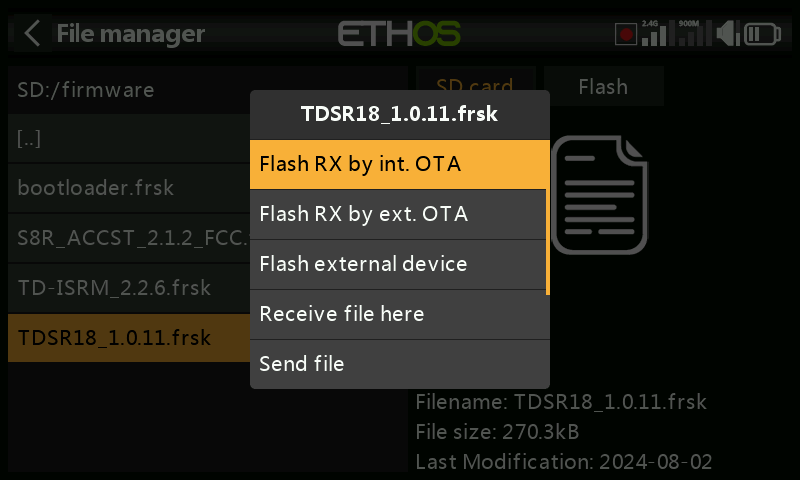 File manager
ETHOS
2.4G
900M
SD:/firmware
SD card
Flash
[..]
bootloader.frsk
S8R_ACCST_2.1.2_FCC.
TD-ISRM_2.2.6.frsk
TDSR18_1.0.11.frsk
TDSR18_1.0.11.frsk
Flash RX by int. OTA
Flash RX by ext. OTA
Flash external device
Receive file here
Send file
Filename: TDSR18_1.0.11.frsk
File size: 270.3kB
Last Modification: 2024-08-02